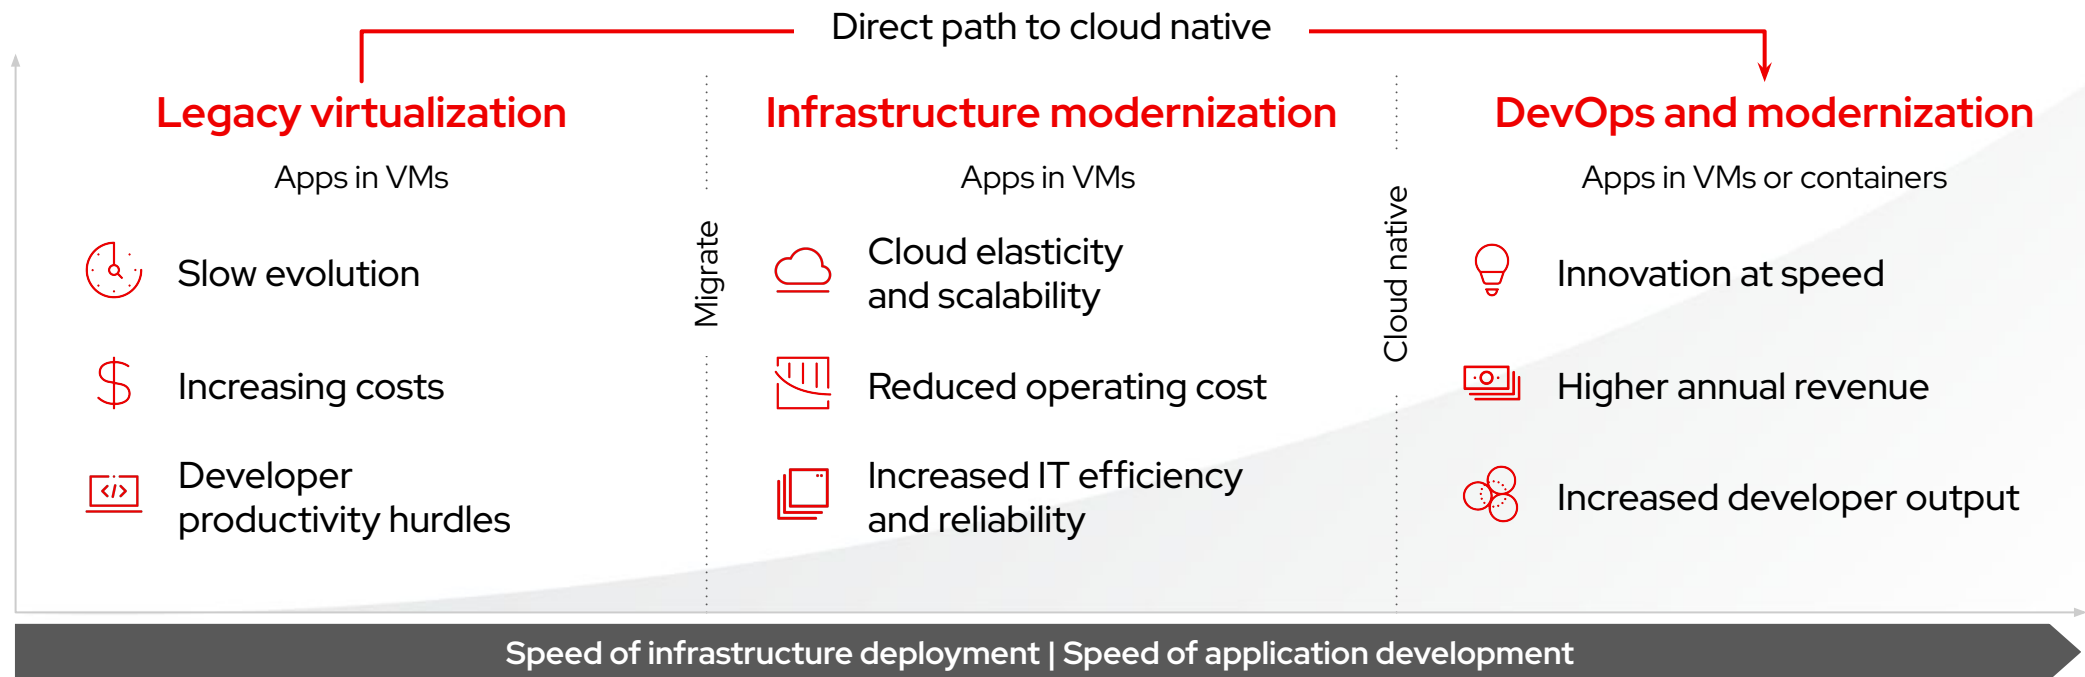 Direct path to cloud native
Legacy virtualization
Apps in VMs
Slow evolution
Increasing costs
Developer
productivity hurdles
Migrate
Infrastructure modernization
Apps in VMs
Cloud elasticity
and scalability
Reduced operating cost
Increased IT efficiency
and reliability
Cloud native
DevOps and modernization
Apps in VMs or containers
Innovation at speed
Higher annual revenue
Increased developer output
Speed of infrastructure deployment | Speed of application development